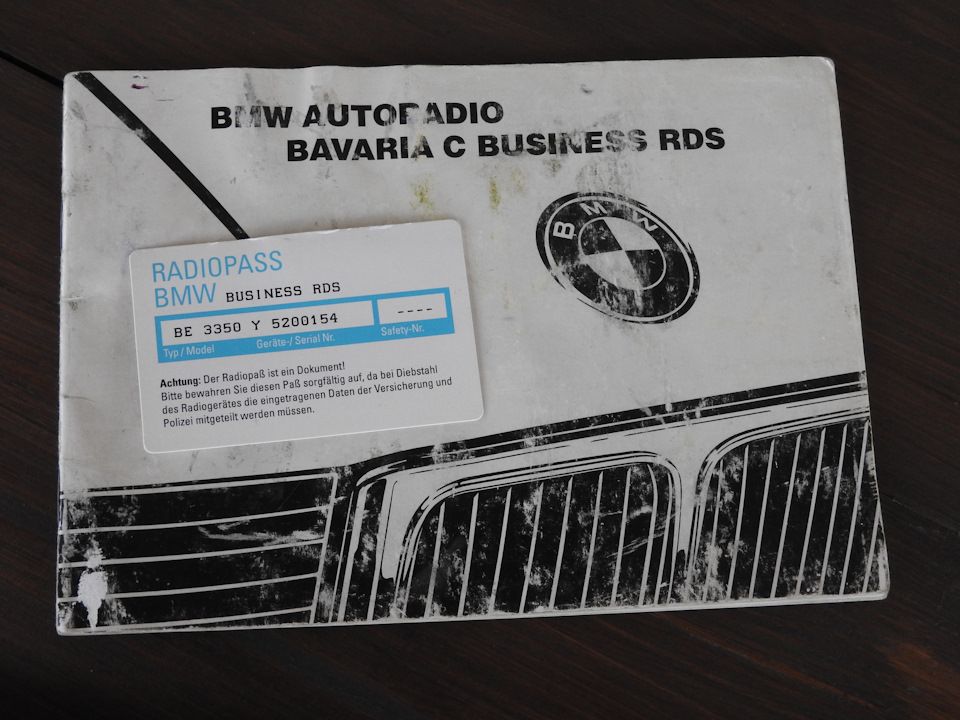 BMW AUTORADIO
BAVARIA C BUSINESS RDS
BMW
RADIOPASS
BMW BUSINESS RDS
BE 3350 Y 5200154 ----
Typ / Model Geräte-/ Serial Nr. Safety-Nr.
Achtung: Der Radiopaß ist ein Dokument!
Bitte bewahren Sie diesen Paß sorgfältig auf, da bei Diebstahl
des Radiogerätes die eingetragenen Daten der Versicherung und
Polizei mitgeteilt werden müssen.